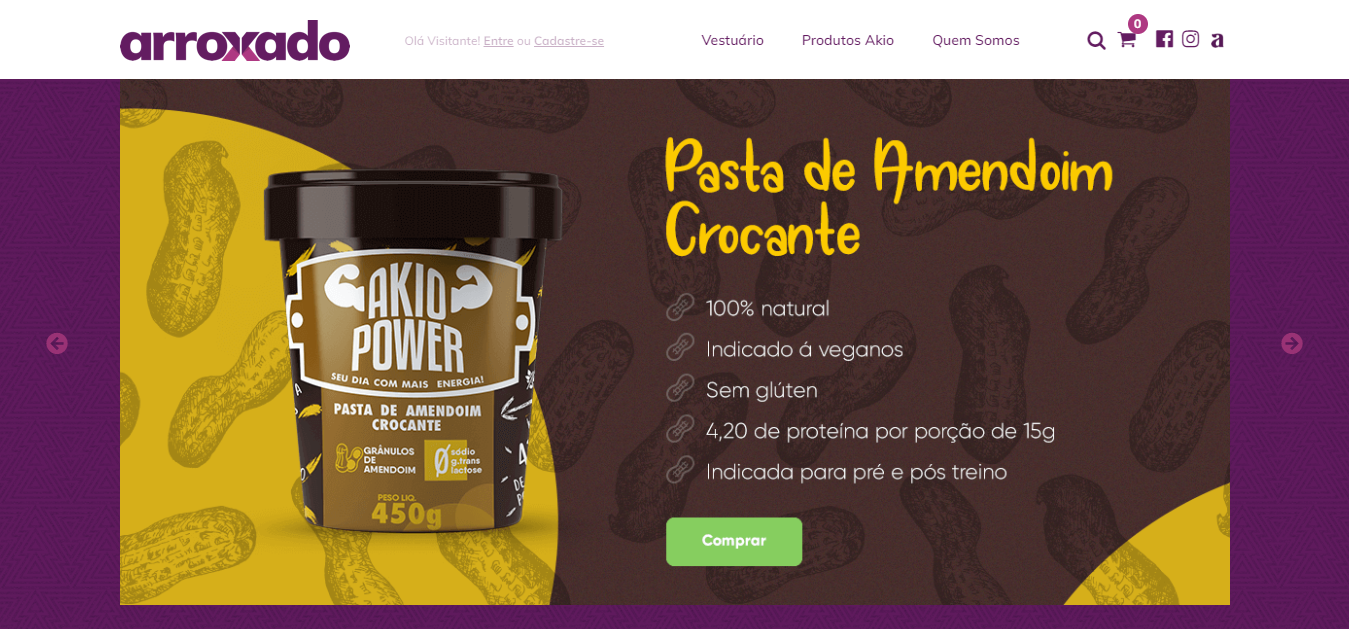 arroxado
Olá Visitante! Entre ou Cadastre-se
Vestuário
Produtos Akio
Quem Somos
0
a
Pasta de Amendoim
Crocante
100% natural
Indicado á veganos
Sem glúten
4,20 de proteína por porção de 15g
Indicada para pré e pós treino
Comprar
AKIO
POWER
SEU DIA COM MAIS ENERGIA!
PASTA DE AMENDOIM
CROCANTE
GRÂNULOS
DE
AMENDOIM
0 sódio
g.trans
lactose
PESO LIQ.
450g